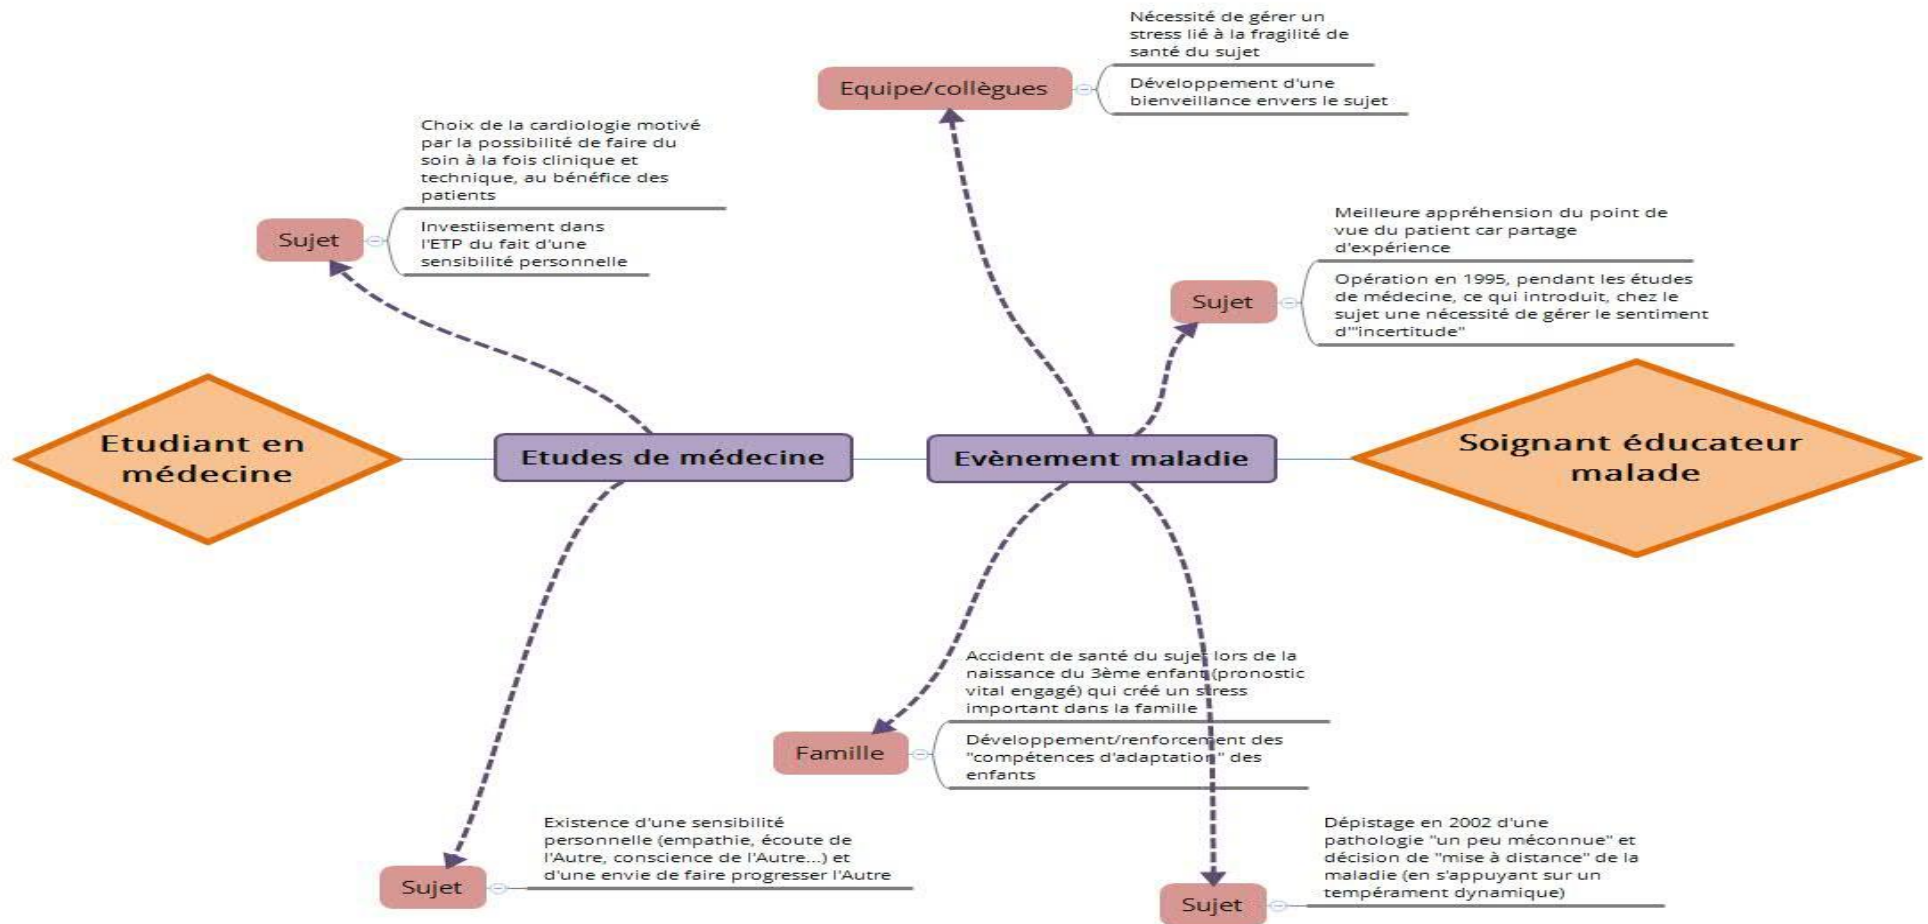 Nécessité de gérer un
stress lié à la fragilité de
santé du sujet
Equipe/collègues
Développement d'une
bienveillance envers le sujet
Choix de la cardiologie motivé
par la possibilité de faire du
soin à la fois clinique et
technique, au bénéfice des
patients
Sujet
Investiisement dans
l'ETP du fait d'une
sensibilité personnelle
Meilleure appréhension du point de
vue du patient car partage
d'expérience
Sujet
Opération en 1995, pendant les études
de médecine, ce qui introduit, chez le
sujet une nécessité de gérer le sentiment
d'"incertitude"
Etudiant en
médecine
Etudes de médecine
Evènement maladie
Soignant éducateur
malade
Accident de santé du sujet lors de la
naissance du 3ème enfant (pronostic
vital engagé) qui créé un stress
important dans la famille
Famille
Développement/renforcement des
"compétences d'adaptation" des
enfants
Existence d'une sensibilité
personnelle (empathie, écoute de
l'Autre, conscience de l'Autre...) et
d'une envie de faire progresser l'Autre
Sujet
Dépistage en 2002 d'une
pathologie "un peu méconnue" et
décision de "mise à distance" de la
maladie (en s'appuyant sur un
tempérament dynamique)
Sujet